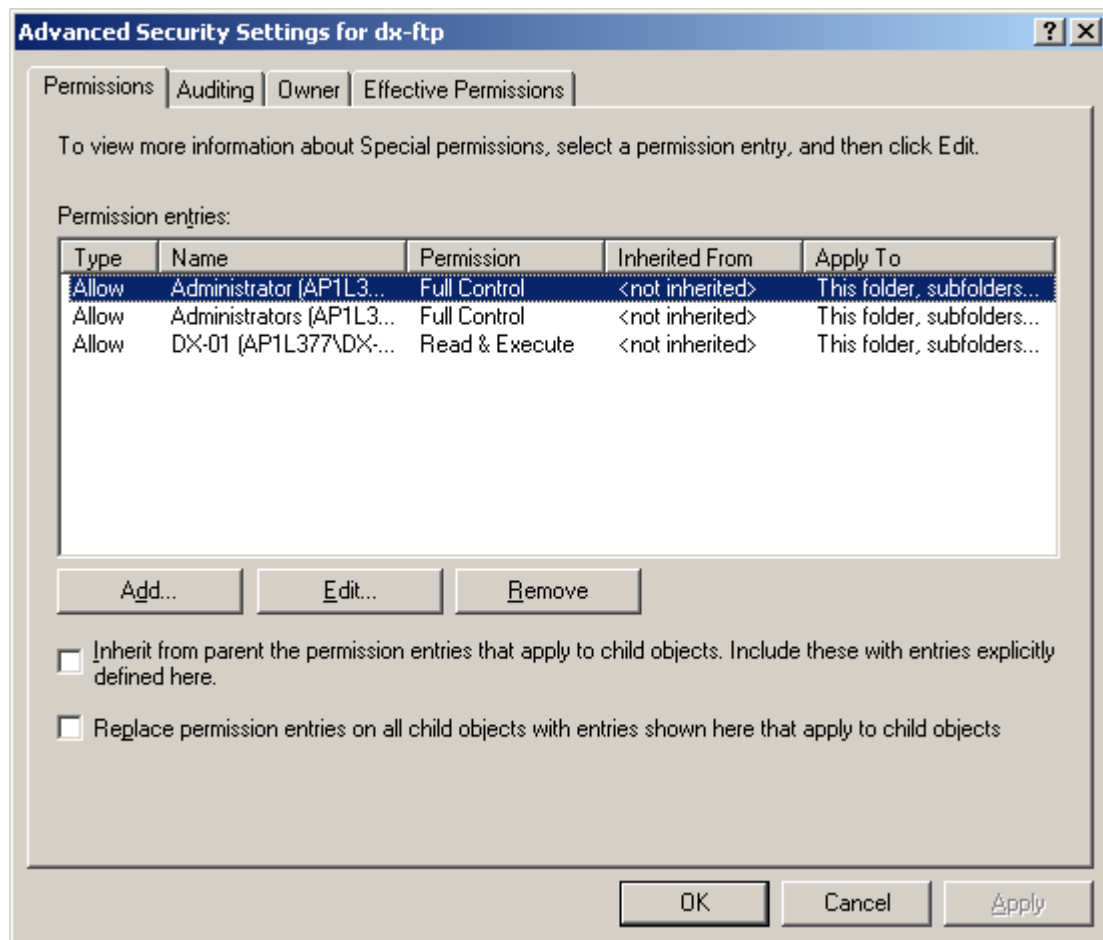 Advanced Security Settings for dx-ftp
Permissions Auditing Owner Effective Permissions
To view more information about Special permissions, select a permission entry, and then click Edit.
Permission entries:
Type Name Permission Inherited From Apply To
Allow Administrator (AP1L3... Full Control <not inherited> This folder, subfolders...
Allow Administrators (AP1L3... Full Control <not inherited> This folder, subfolders...
Allow DX-01 (AP1L377\DX-... Read & Execute <not inherited> This folder, subfolders...
Add... Edit... Remove
Inherit from parent the permission entries that apply to child objects. Include these with entries explicitly
defined here.
Replace permission entries on all child objects with entries shown here that apply to child objects
OK Cancel Apply